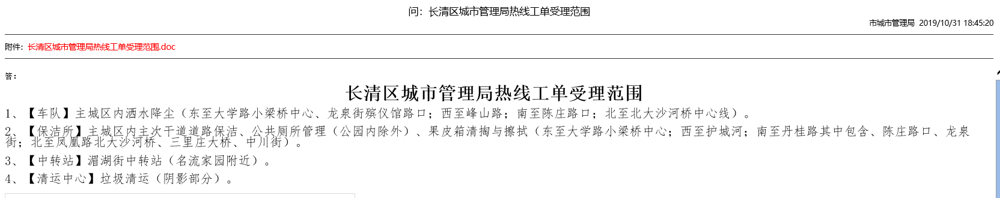 问：长清区城市管理局热线工单受理范围
市城市管理局 2019/10/31 18:45:20
附件：长清区城市管理局热线工单受理范围.doc
答：
长清区城市管理局热线工单受理范围
1、【车队】主城区内洒水降尘（东至大学路小梁桥中心、龙泉街殡仪馆路口；西至峰山路；南至陈庄路口；北至北大沙河桥中心线）。
2、【保洁所】主城区内主次干道道路保洁、公共厕所管理（公园内除外）、果皮箱清掏与擦拭（东至大学路小梁桥中心；西至护城河；南至丹桂路其中包含、陈庄路口、龙泉
街；北至凤凰路北大沙河桥、三里庄大桥、中川街）。
3、【中转站】湄湖街中转站（名流家园附近）。
4、【清运中心】垃圾清运（阴影部分）。